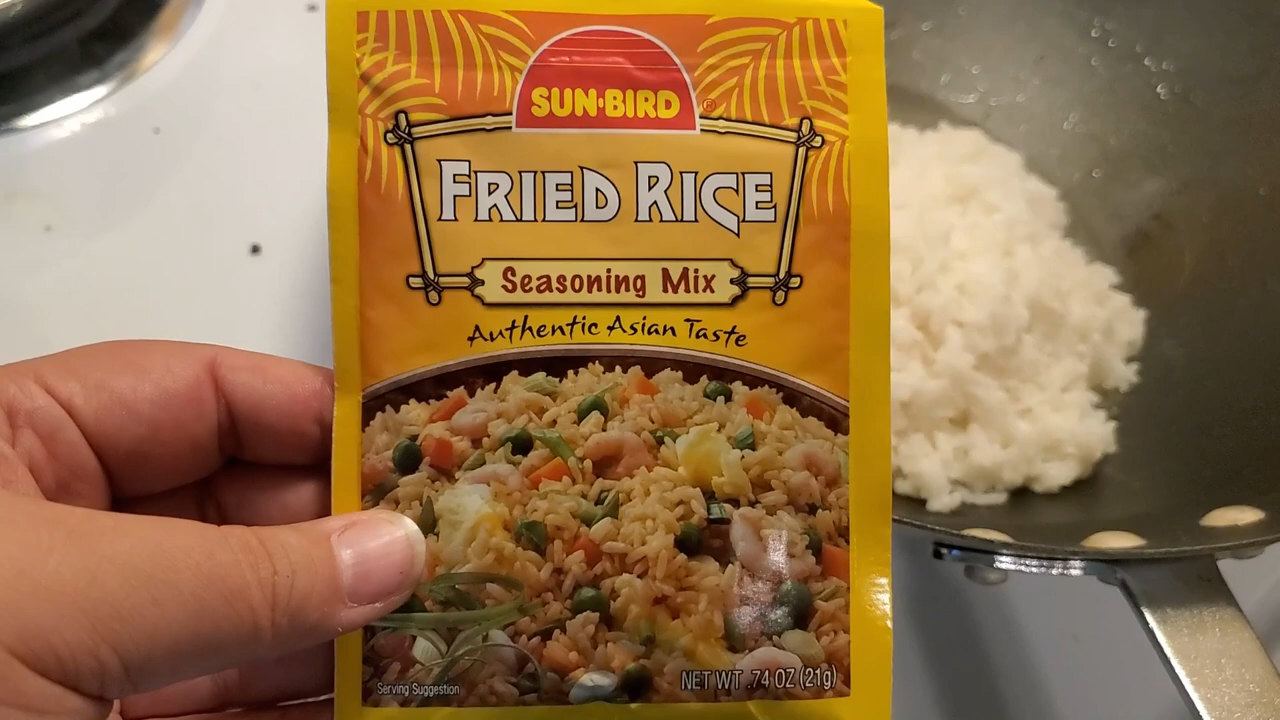 SUN·BIRD ®
FRIED RICE
Seasoning Mix
Authentic Asian Taste
Serving Suggestion
NET WT .74 OZ (21g)